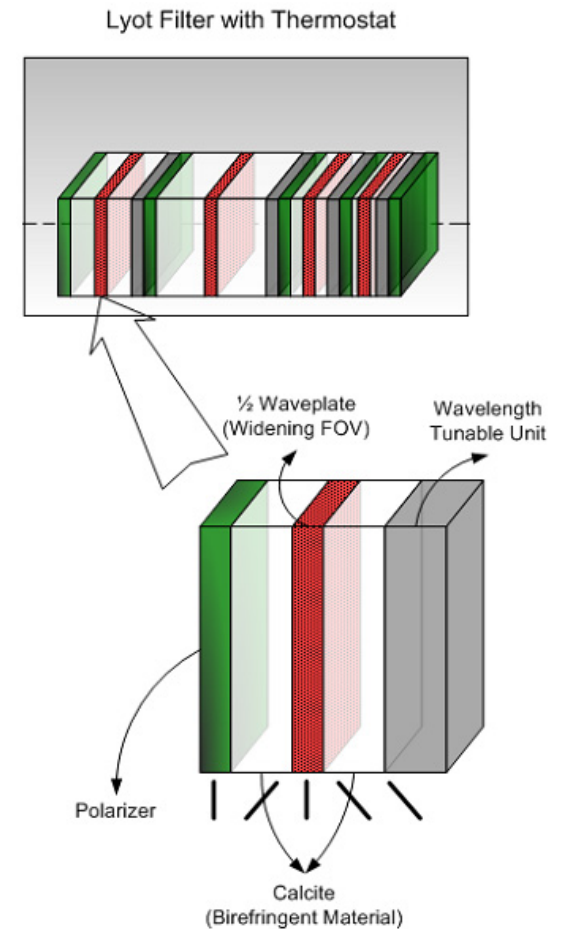 Lyot Filter with Thermostat
½ Waveplate
(Widening FOV)
Wavelength
Tunable Unit
Polarizer
Calcite
(Birefringent Material)